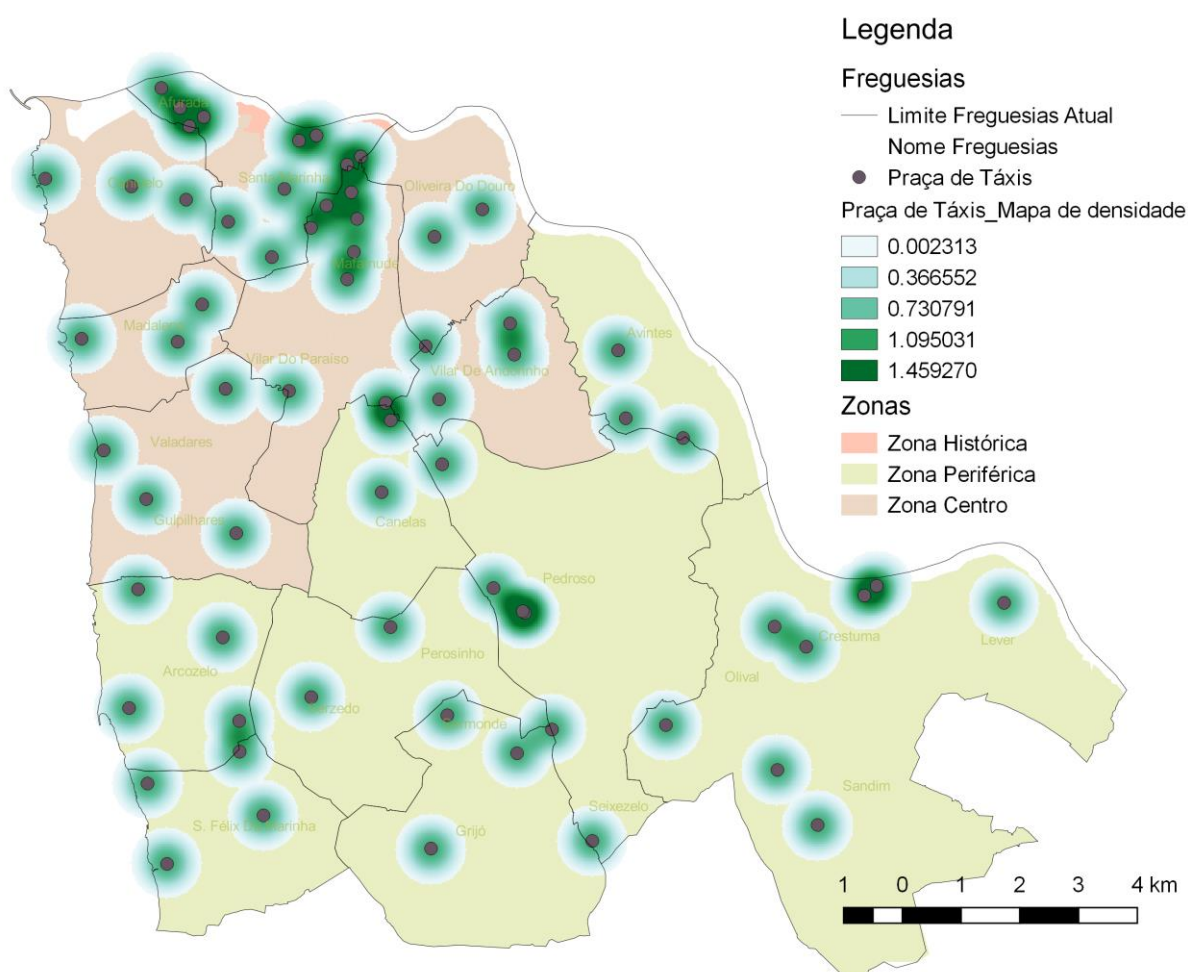 Legenda
Freguesias
Limite Freguesias Atual
Nome Freguesias
Praça de Táxis
Praça de Táxis_Mapa de densidade
0.002313
0.366552
0.730791
1.095031
1.459270
Zonas
Zona Histórica
Zona Periférica
Zona Centro
Afurada
Santa Marinha
Oliveira Do Douro
Mafamude
Madalena
Vilar Do Paraíso
Vilar De Andorinho
Avintes
Valadares
Gulpilhares
Canelas
Pedroso
Perosinho
Arcozelo
Crestuma
Lever
Olival
Sandim
Seixezelo
S. Félix Da Marinha
Grijó
1 0 1 2 3 4 km